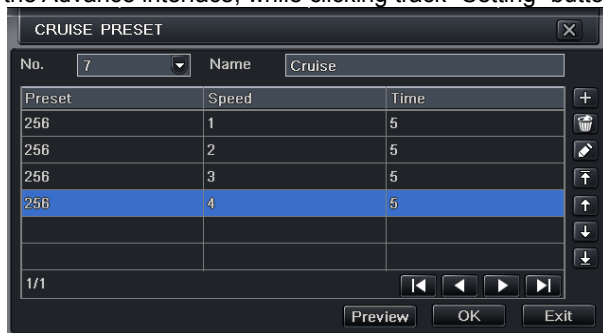 the Advance interface, while clicking track "Setting" butto
CRUISE PRESET
No. 7 Name Cruise
Preset Speed Time
256 1 5
256 2 5
256 3 5
256 4 5
1/1
Preview OK Exit